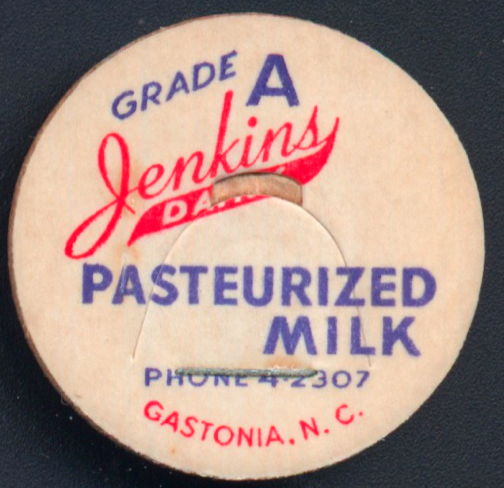 GRADE A
Jenkins
PASTEURIZED
MILK
PHONE 4-2307
GASTONIA, N. C.